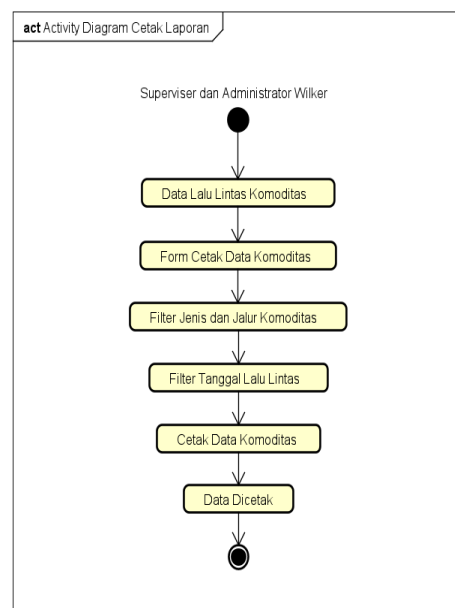 act Activity Diagram Cetak Laporan
Superviser dan Administrator Wilker
Data Lalu Lintas Komoditas
Form Cetak Data Komoditas
Filter Jenis dan Jalur Komoditas
Filter Tanggal Lalu Lintas
Cetak Data Komoditas
Data Dicetak